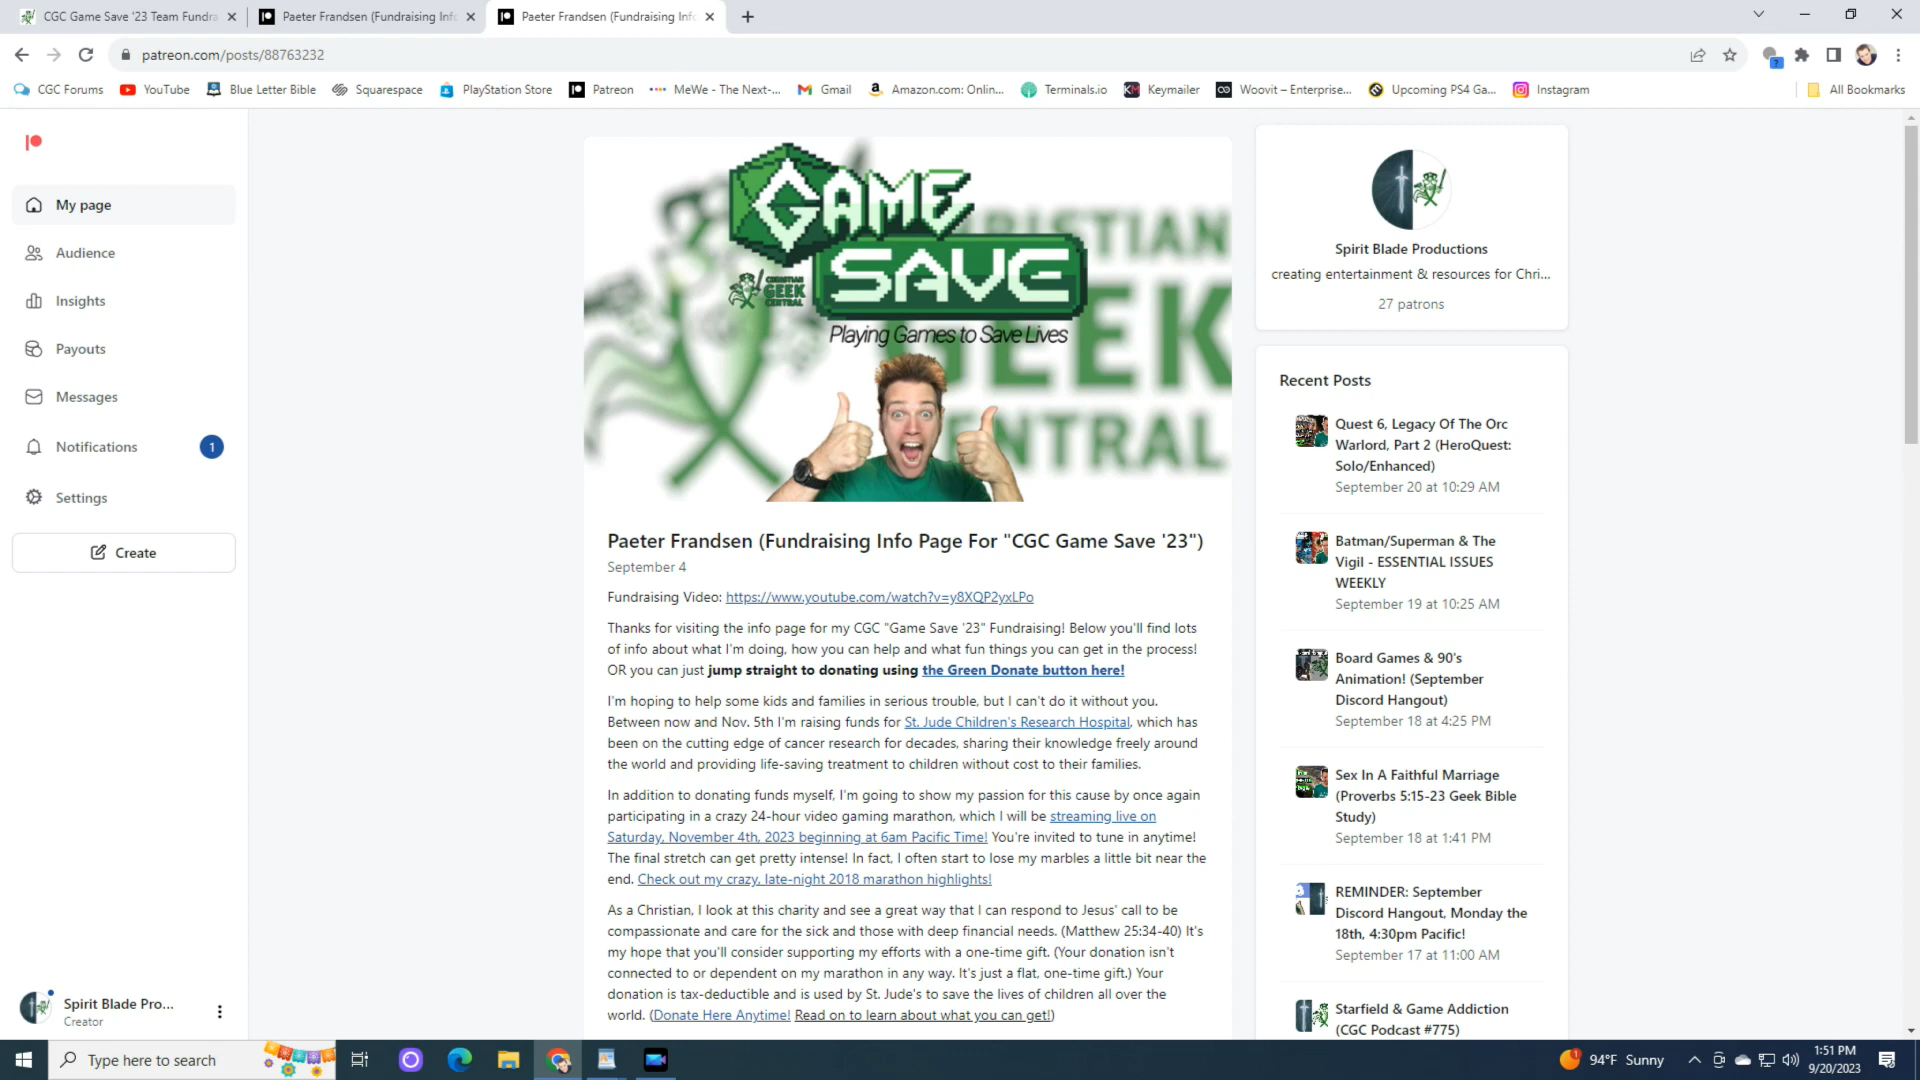 CGC Game Save '23 Team Fundra
Paeter Frandsen (Fundraising Inf
Paeter Frandsen (Fundraising Inf
patreon.com/posts/88763232
CGC Forums
YouTube
Blue Letter Bible
Squarespace
PlayStation Store
Patreon
MeWe - The Next-...
Gmail
Amazon.com: Onlin...
Terminals.io
Keymailer
Woovit – Enterprise...
Upcoming PS4 Ga...
Instagram
All Bookmarks
My page
Audience
Insights
Payouts
Messages
Notifications
1
Settings
Create
Spirit Blade Pro...
Creator
GAME
SAVE
CHRISTIAN
GEEK
CENTRAL
Playing Games to Save Lives
Paeter Frandsen (Fundraising Info Page For "CGC Game Save '23")
September 4
Fundraising Video: https://www.youtube.com/watch?v=y8XQP2yxLPo
Thanks for visiting the info page for my CGC "Game Save '23" Fundraising! Below you'll find lots
of info about what I'm doing, how you can help and what fun things you can get in the process!
OR you can just jump straight to donating using the Green Donate button here!
I'm hoping to help some kids and families in serious trouble, but I can't do it without you.
Between now and Nov. 5th I'm raising funds for St. Jude Children's Research Hospital, which has
been on the cutting edge of cancer research for decades, sharing their knowledge freely around
the world and providing life-saving treatment to children without cost to their families.
In addition to donating funds myself, I'm going to show my passion for this cause by once again
participating in a crazy 24-hour video gaming marathon, which I will be streaming live on
Saturday, November 4th, 2023 beginning at 6am Pacific Time! You're invited to tune in anytime!
The final stretch can get pretty intense! In fact, I often start to lose my marbles a little bit near the
end. Check out my crazy, late-night 2018 marathon highlights!
As a Christian, I look at this charity and see a great way that I can respond to Jesus' call to be
compassionate and care for the sick and those with deep financial needs. (Matthew 25:34-40) It's
my hope that you'll consider supporting my efforts with a one-time gift. (Your donation isn't
connected to or dependent on my marathon in any way. It's just a flat, one-time gift.) Your
donation is tax-deductible and is used by St. Jude's to save the lives of children all over the
world. (Donate Here Anytime! Read on to learn about what you can get!)
Spirit Blade Productions
creating entertainment & resources for Chri...
27 patrons
Recent Posts
Quest 6, Legacy Of The Orc
Warlord, Part 2 (HeroQuest:
Solo/Enhanced)
September 20 at 10:29 AM
Batman/Superman & The
Vigil - ESSENTIAL ISSUES
WEEKLY
September 19 at 10:25 AM
Board Games & 90's
Animation! (September
Discord Hangout)
September 18 at 4:25 PM
Sex In A Faithful Marriage
(Proverbs 5:15-23 Geek Bible
Study)
September 18 at 1:41 PM
REMINDER: September
Discord Hangout, Monday the
18th, 4:30pm Pacific!
September 17 at 11:00 AM
Starfield & Game Addiction
(CGC Podcast #775)
Type here to search
94°F Sunny
1:51 PM
9/20/2023